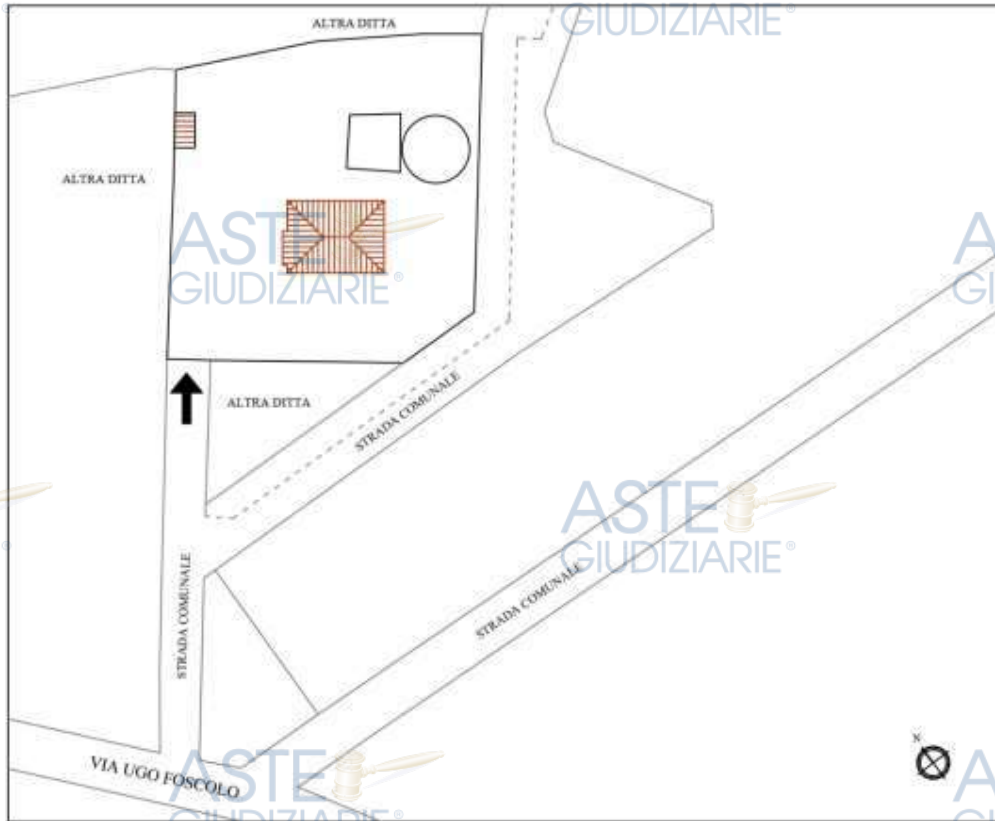 ALTRA DITTA
GIUDIZIARIE®
ALTRA DITTA
ASTE
GIUDIZIARIE®
ALTRA DITTA
STRADA COMUNALE
ASTE
GIUDIZIARIE®
STRADA COMUNALE
STRADA COMUNALE
N
VIA UGO FOSCOLO
ASTE
GIUDIZIARIE®